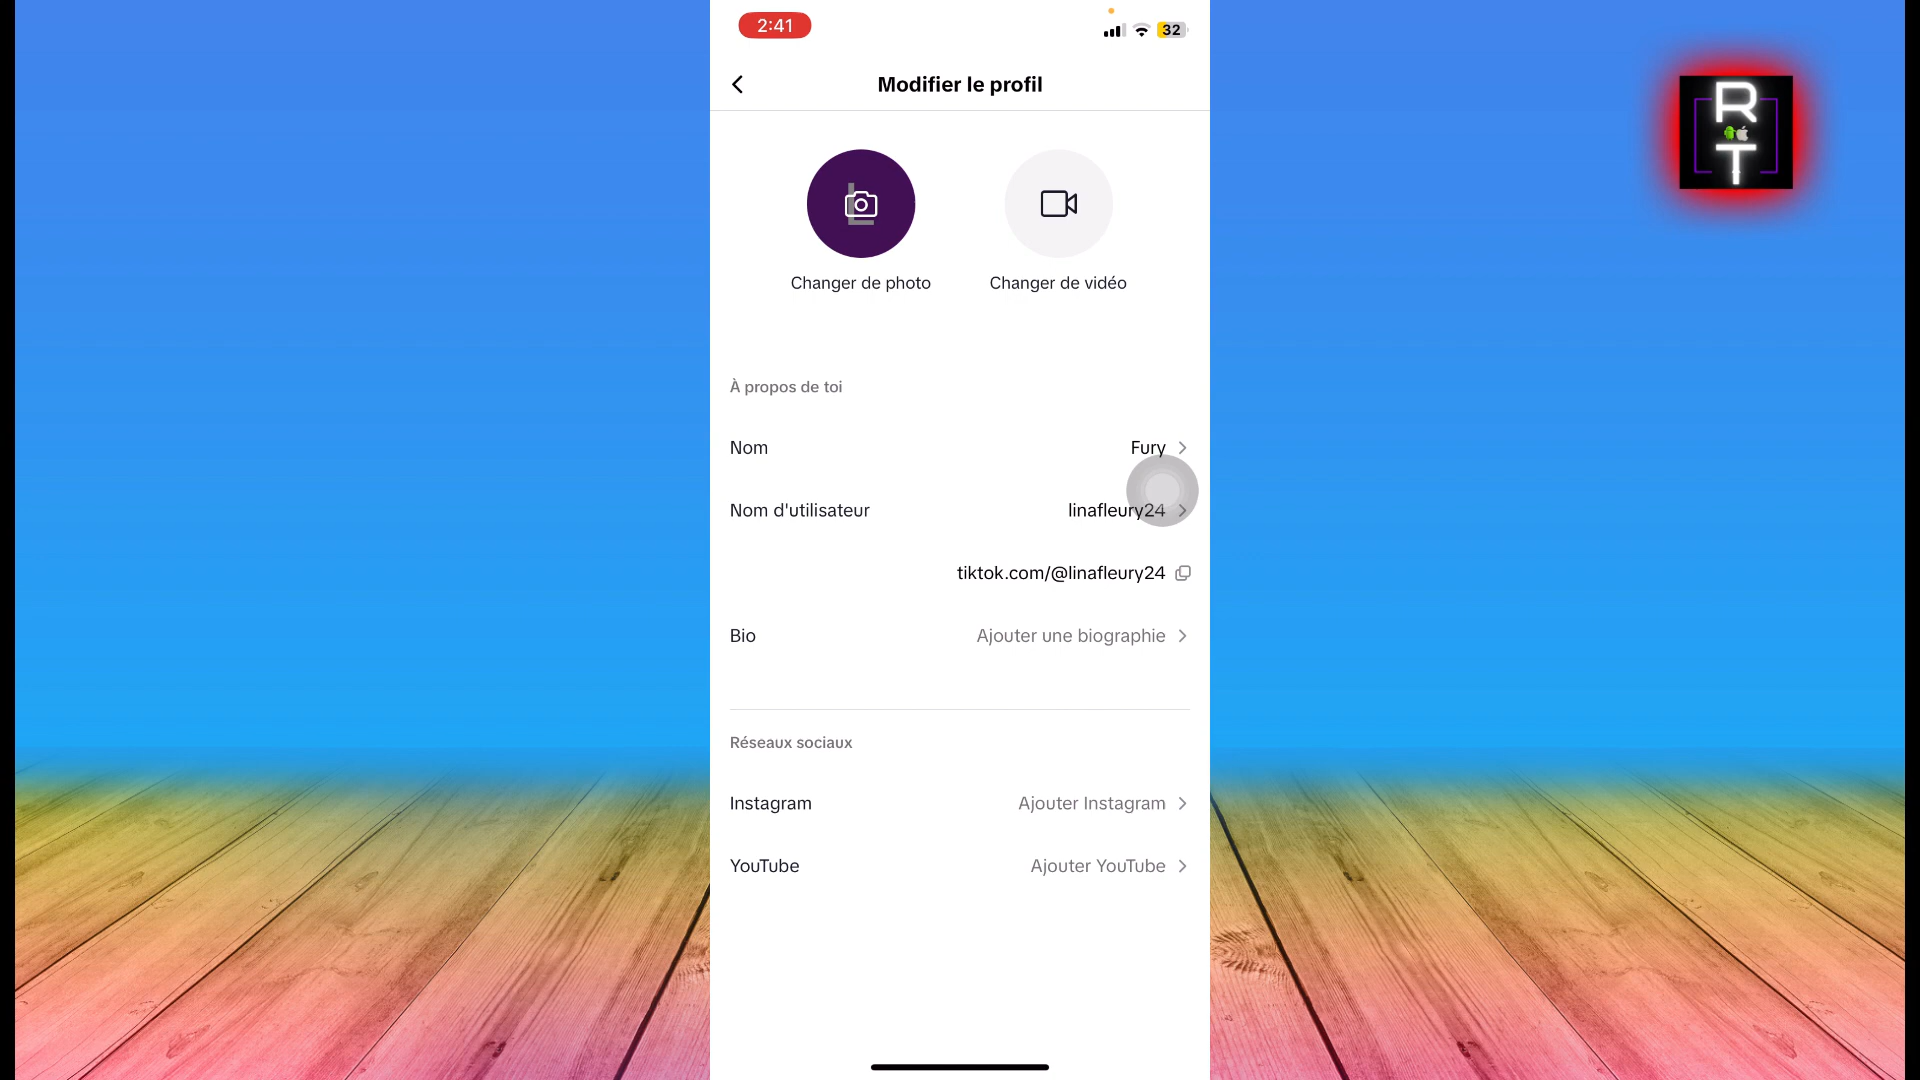 2:41
32
Modifier le profil
R
T
L
Changer de photo
Changer de vidéo
À propos de toi
Nom
Fury
Nom d'utilisateur
linafleury24
tiktok.com/@linafleury24
Bio
Ajouter une biographie
Réseaux sociaux
Instagram
Ajouter Instagram
YouTube
Ajouter YouTube